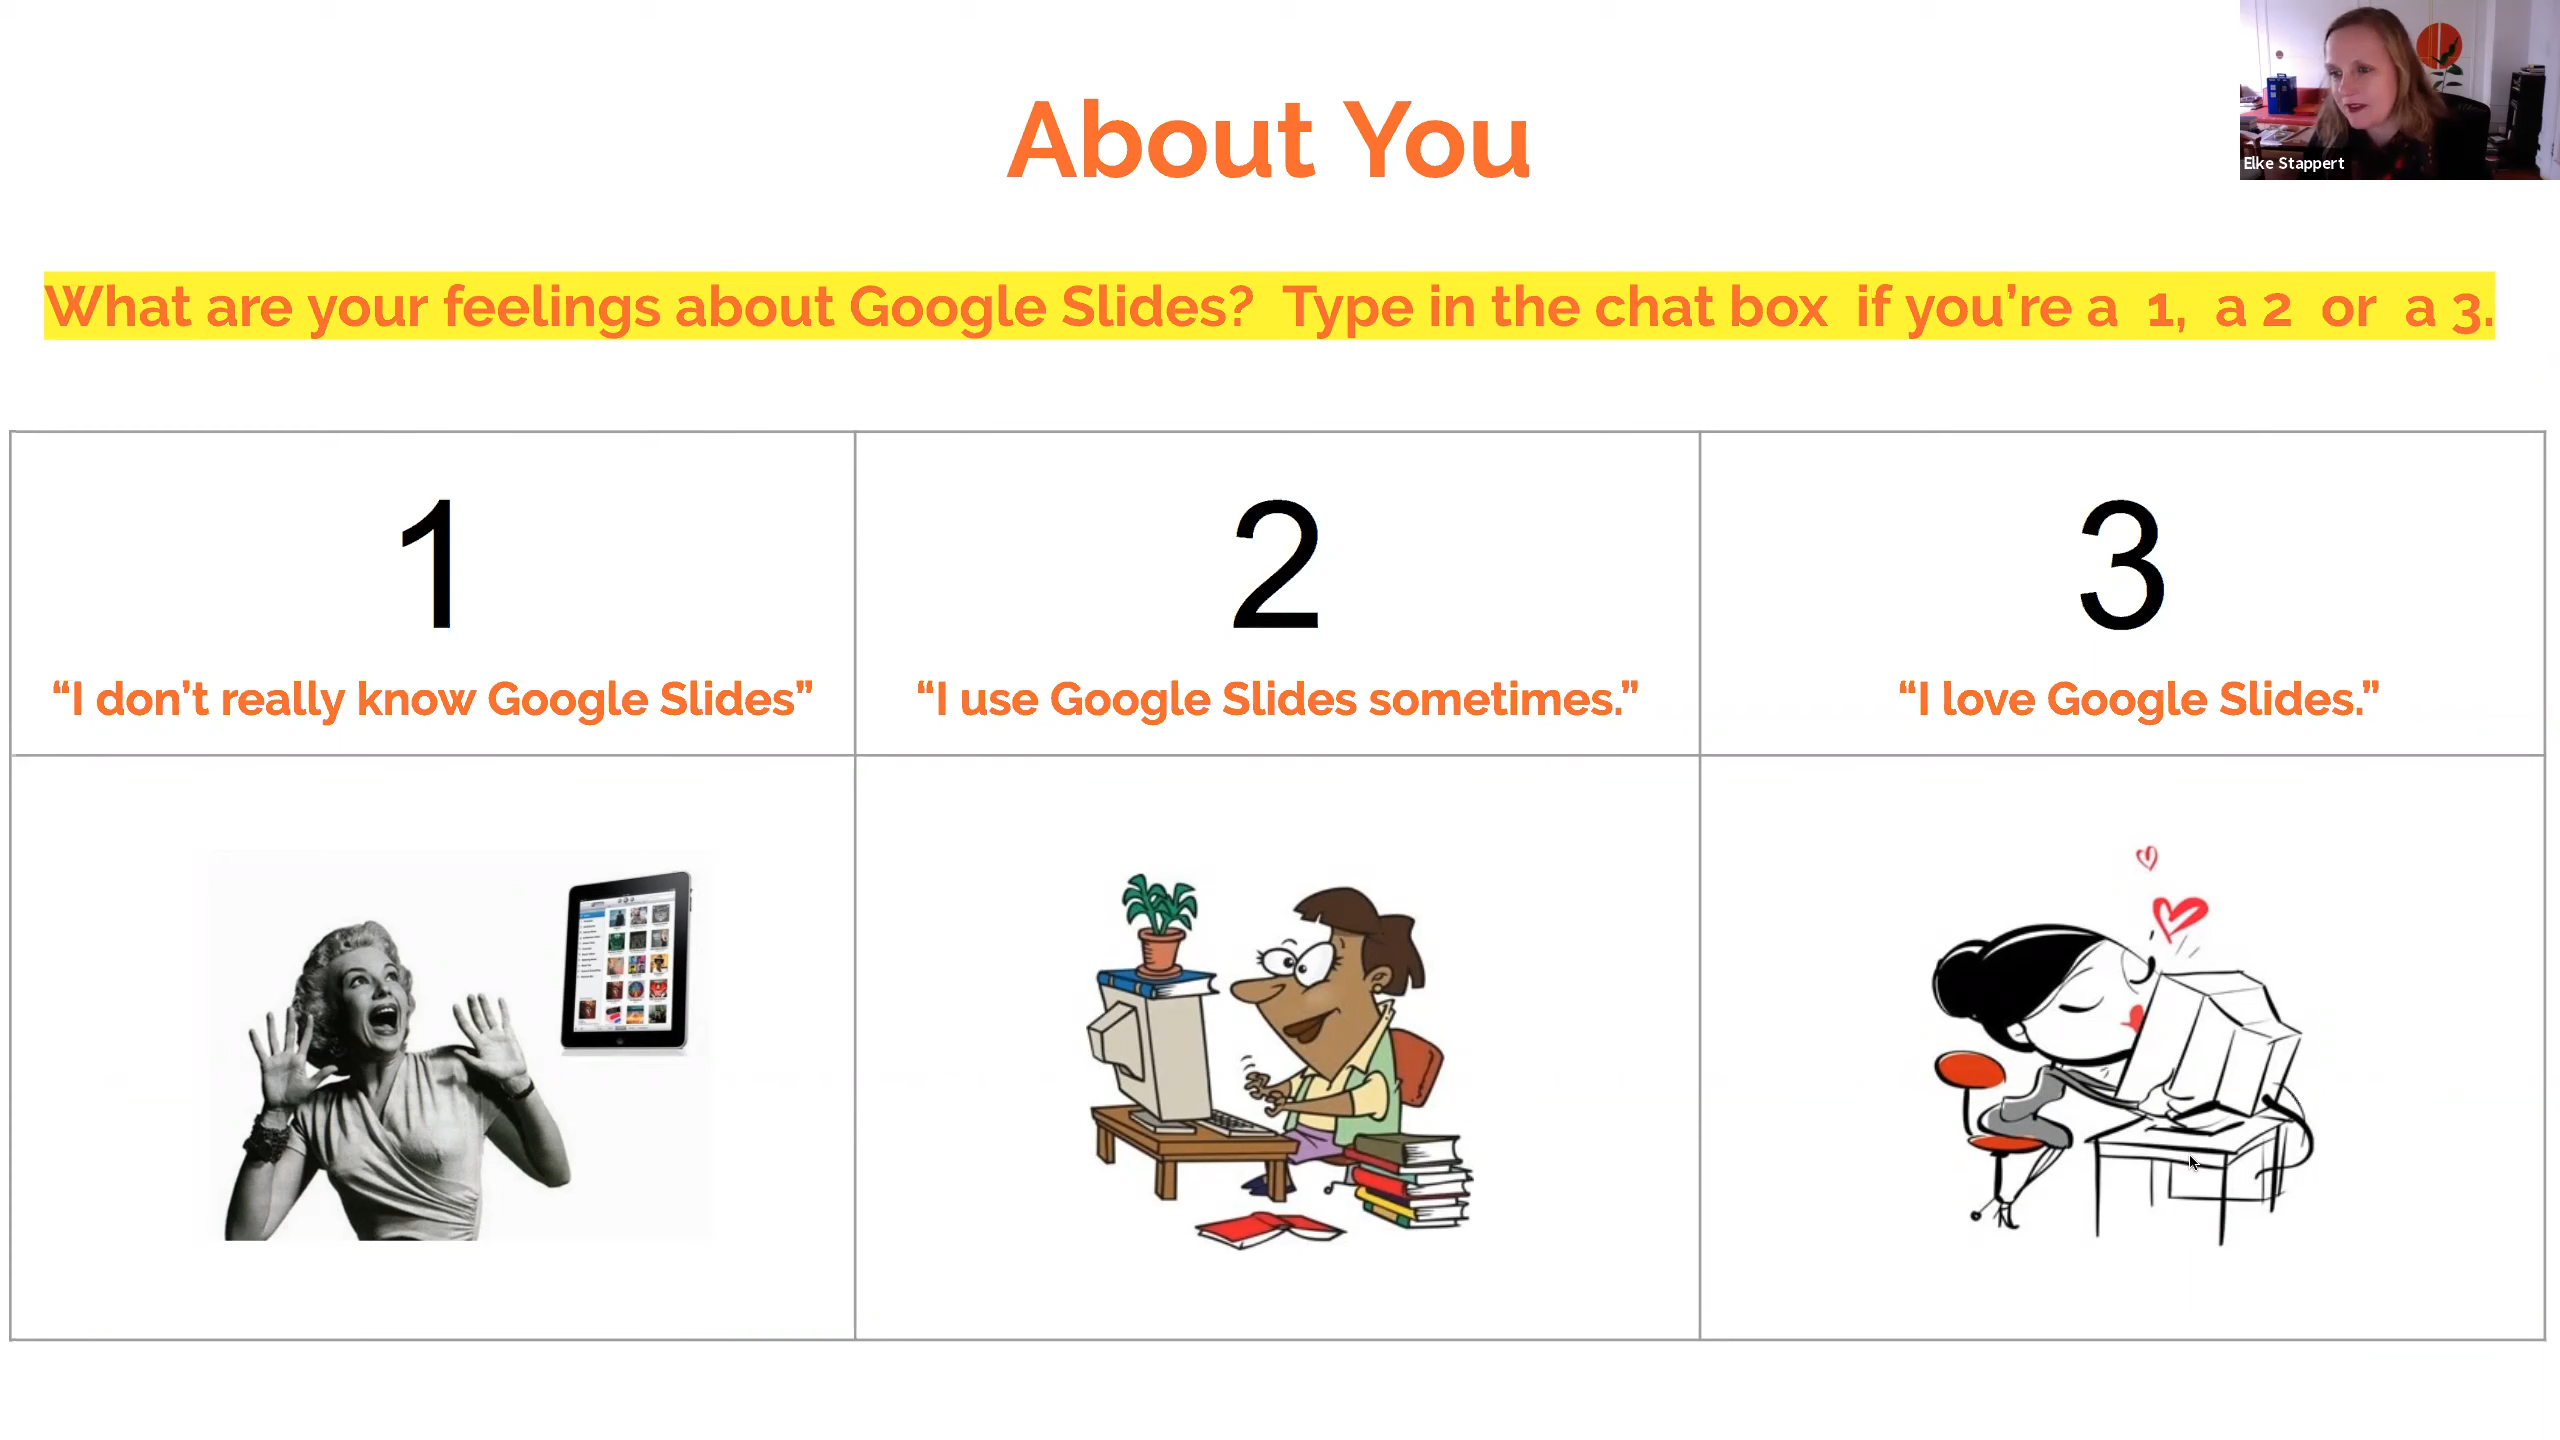 About You
Elke Stappert
What are your feelings about Google Slides?  Type in the chat box  if you’re a  1,  a 2  or  a 3.
1
“I don’t really know Google Slides”
2
“I use Google Slides sometimes.”
3
“I love Google Slides.”